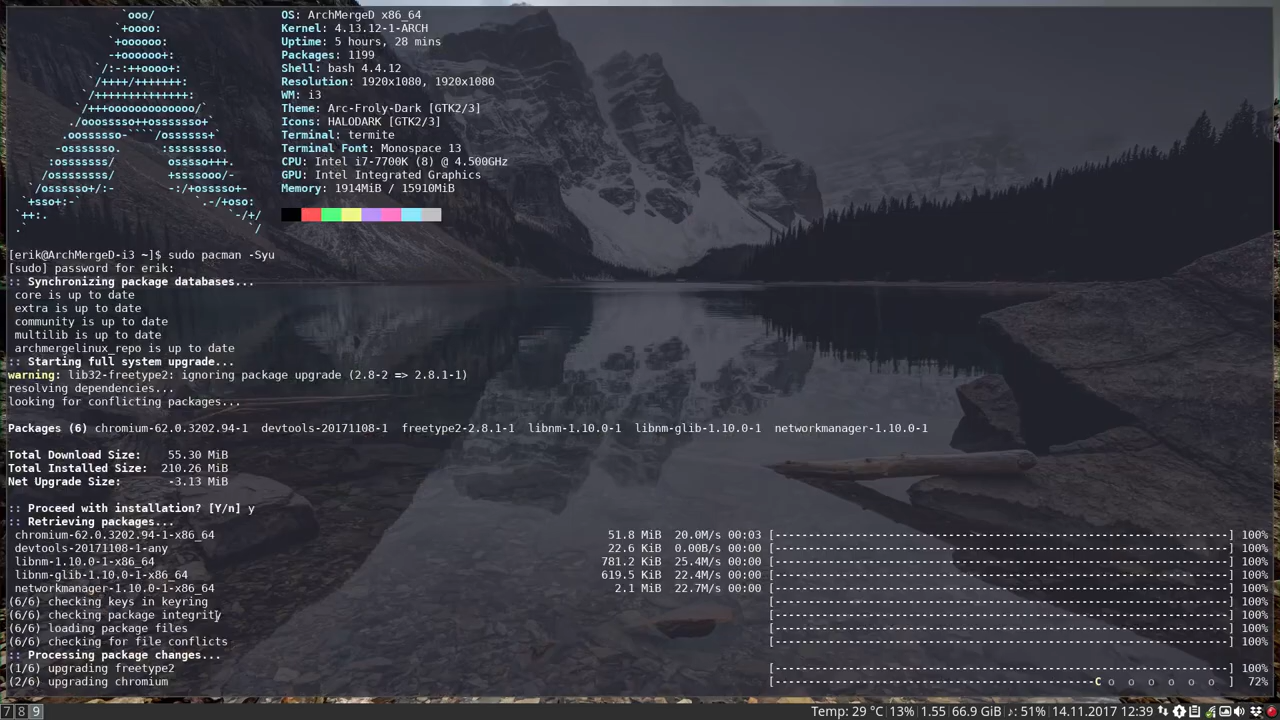 OS: ArchMergeD x86_64
Kernel: 4.13.12-1-ARCH
Uptime: 5 hours, 28 mins
Packages: 1199
Shell: bash 4.4.12
Resolution: 1920x1080, 1920x1080
WM: i3
Theme: Arc-Froly-Dark [GTK2/3]
Icons: HALODARK [GTK2/3]
Terminal: termite
Terminal Font: Monospace 13
CPU: Intel i7-7700K (8) @ 4.500GHz
GPU: Intel Integrated Graphics
Memory: 1914MiB / 15910MiB
[erik@ArchMergeD-i3 ~]$ sudo pacman -Syu
[sudo] password for erik:
:: Synchronizing package databases...
core is up to date
extra is up to date
community is up to date
multilib is up to date
archmergelinux_repo is up to date
:: Starting full system upgrade...
warning: lib32-freetype2: ignoring package upgrade (2.8-2 => 2.8.1-1)
resolving dependencies...
looking for conflicting packages...
Packages (6) chromium-62.0.3202.94-1  devtools-20171108-1  freetype2-2.8.1-1  libnm-1.10.0-1  libnm-glib-1.10.0-1  networkmanager-1.10.0-1
Total Download Size:    55.30 MiB
Total Installed Size:  210.26 MiB
Net Upgrade Size:       -3.13 MiB
:: Proceed with installation? [Y/n] y
:: Retrieving packages...
chromium-62.0.3202.94-1-x86_64 51.8 MiB 20.0M/s 00:03 [----------------------] 100%
devtools-20171108-1-any 22.6 KiB 0.00B/s 00:00 [----------------------] 100%
libnm-1.10.0-1-x86_64 781.2 KiB 25.4M/s 00:00 [----------------------] 100%
libnm-glib-1.10.0-1-x86_64 619.5 KiB 22.4M/s 00:00 [----------------------] 100%
networkmanager-1.10.0-1-x86_64 2.1 MiB 22.7M/s 00:00 [----------------------] 100%
(6/6) checking keys in keyring [----------------------] 100%
(6/6) checking package integrity [----------------------] 100%
(6/6) loading package files [----------------------] 100%
(6/6) checking for file conflicts [----------------------] 100%
:: Processing package changes...
(1/6) upgrading freetype2 [----------------------] 100%
(2/6) upgrading chromium [----------------C o o o o o o ] 72%
7 8 9 Temp: 29 °C | 13% | 1.55 | 66.9 GiB | ♪: 51% | 14.11.2017 12:39